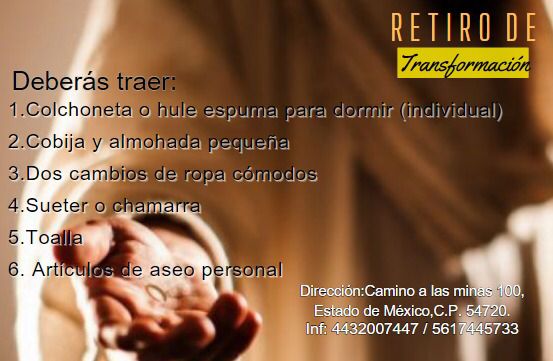 RETIRO DE
Transformación
Deberás traer:
1.Colchoneta o hule espuma para dormir (individual)
2.Cobija y almohada pequeña
3.Dos cambios de ropa cómodos
4.Sueter o chamarra
5.Toalla
6. Artículos de aseo personal
Dirección:Camino a las minas 100,
Estado de México,C.P. 54720.
Inf: 4432007447 / 5617445733